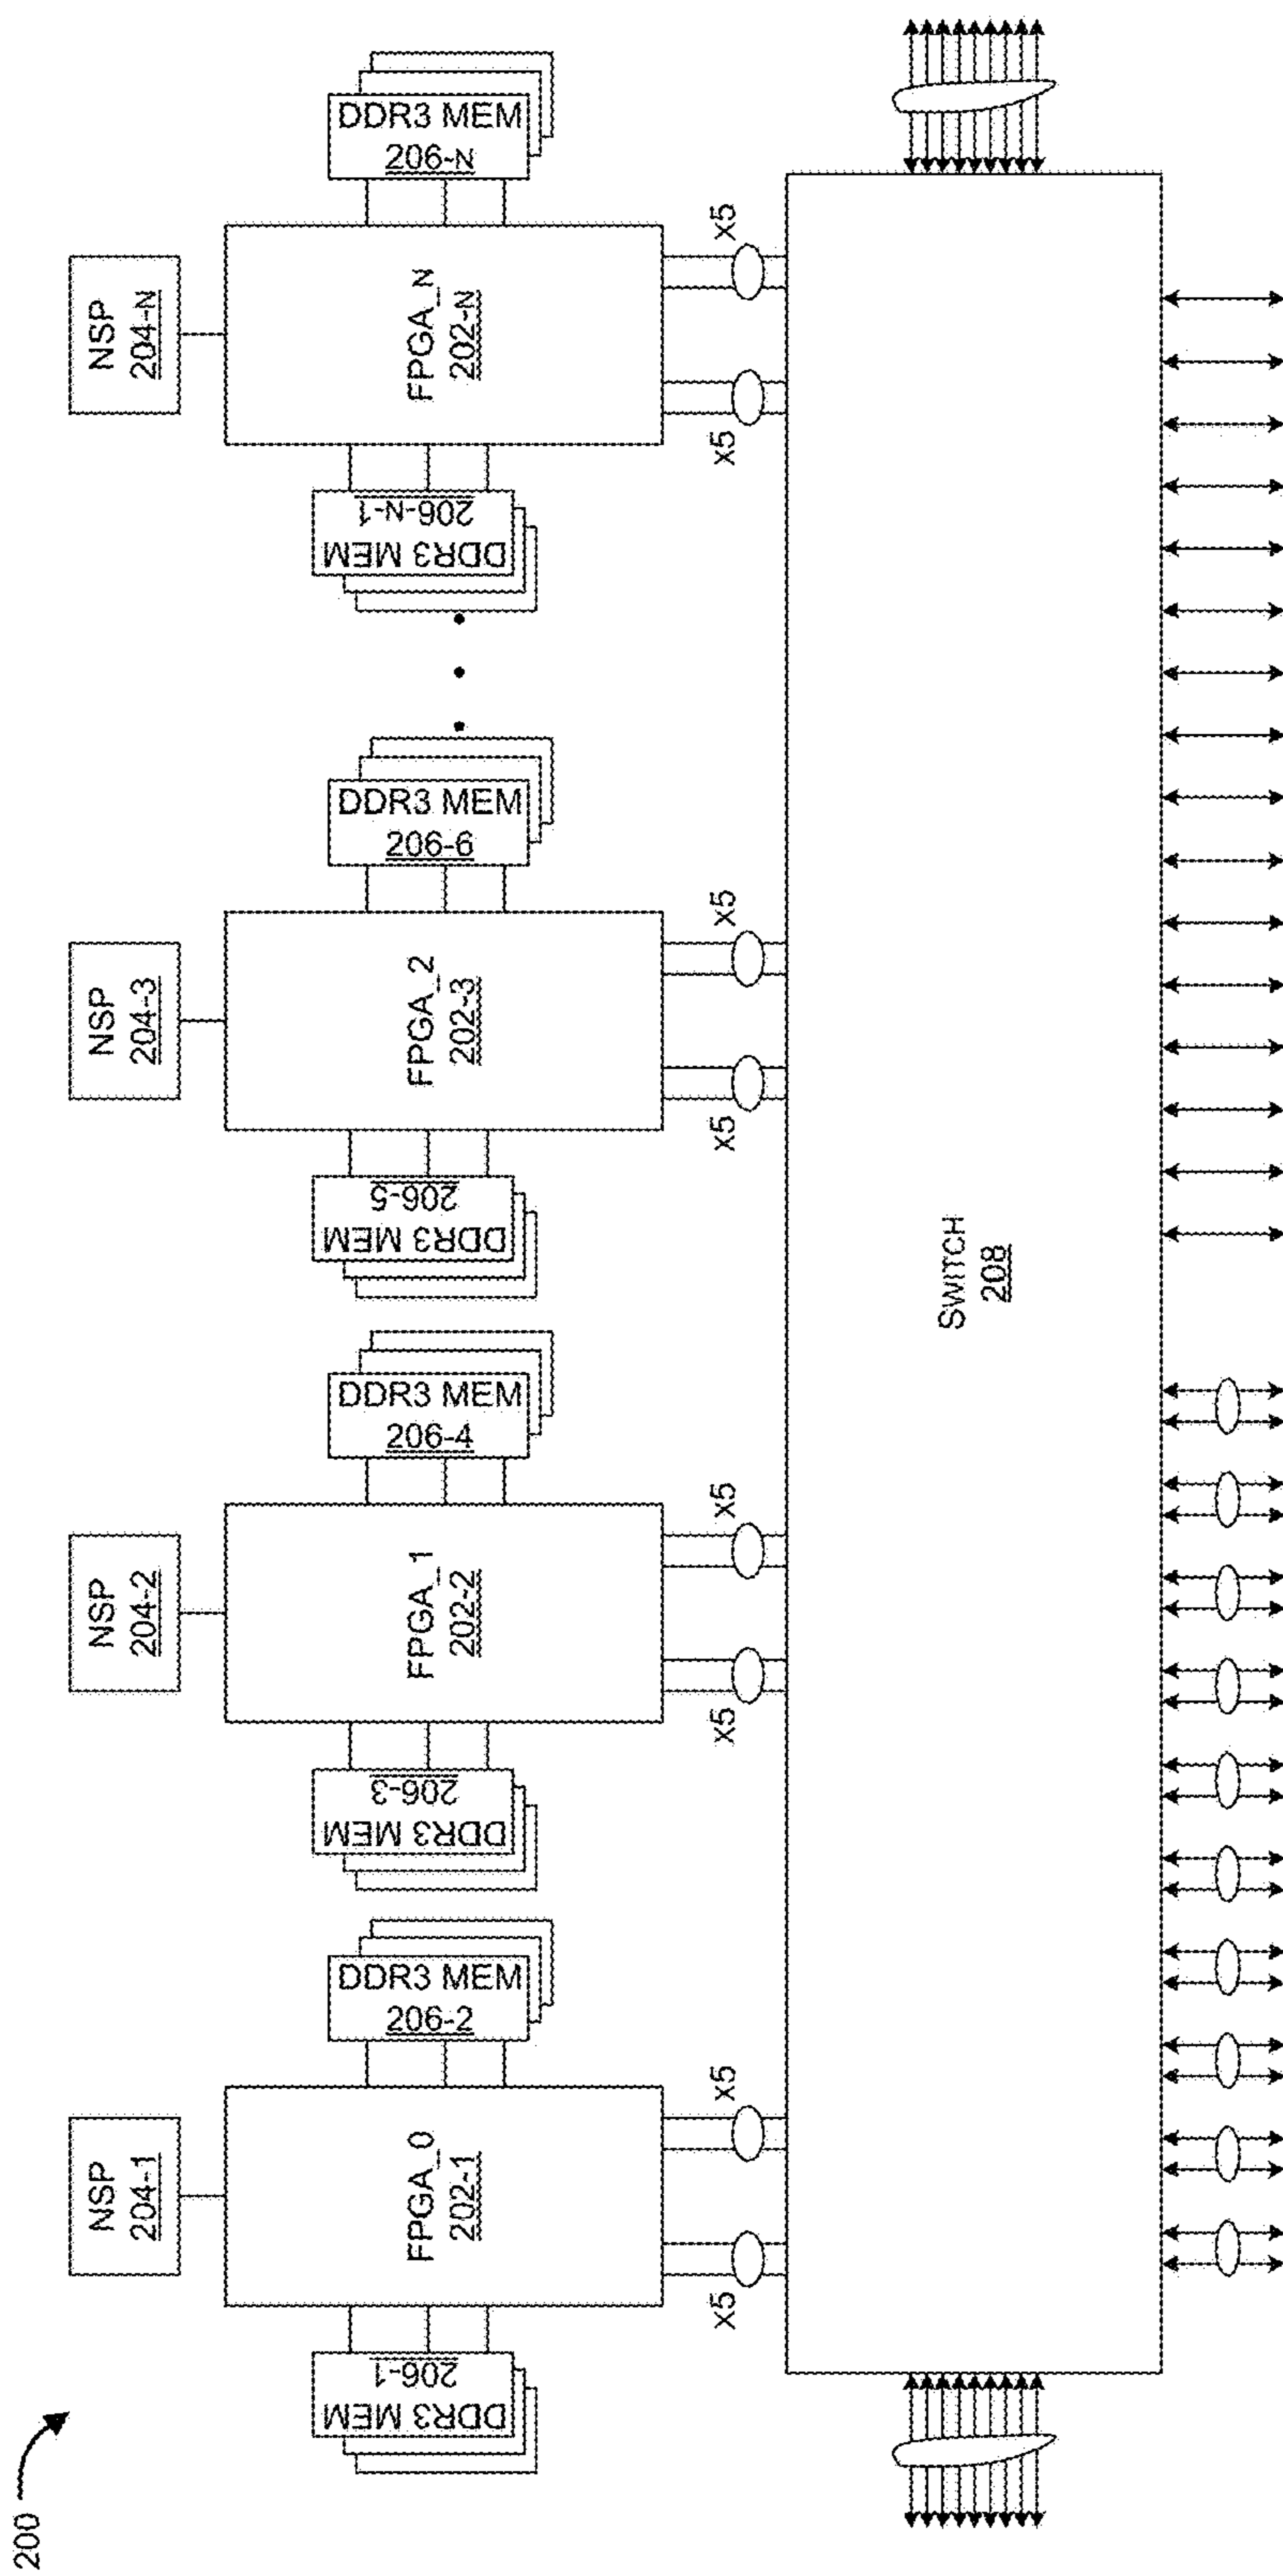 200
NSP
204-1
NSP
204-2
NSP
204-3
NSP
204-N
DDR3 MEM
206-1
FPGA_0
202-1
DDR3 MEM
206-2
DDR3 MEM
206-3
FPGA_1
202-2
DDR3 MEM
206-4
DDR3 MEM
206-5
FPGA_2
202-3
DDR3 MEM
206-6
DDR3 MEM
206-N-1
FPGA_N
202-N
DDR3 MEM
206-N
x5
x5
x5
x5
x5
x5
x5
x5
SWITCH
208